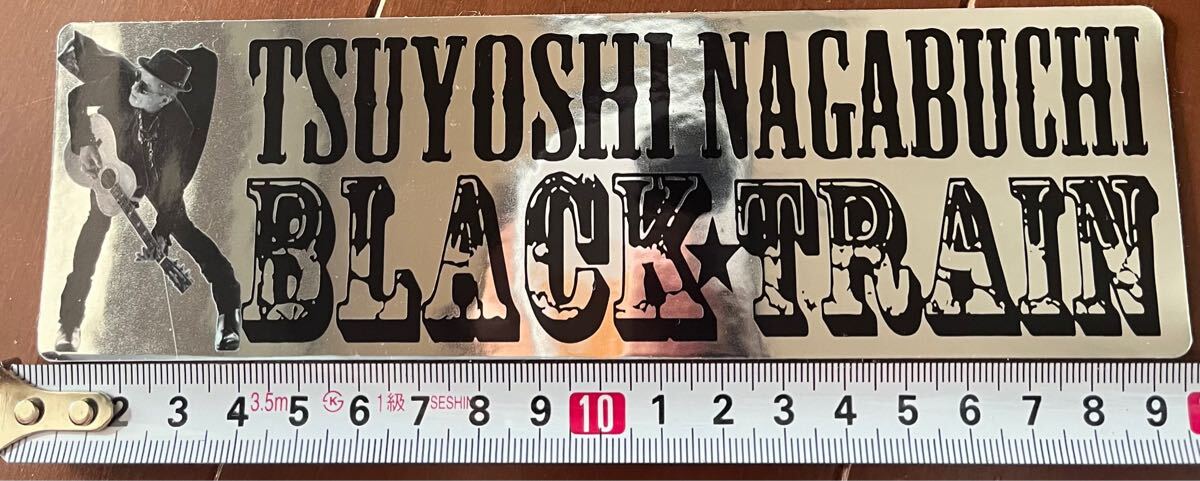 TSUYOSHI NAGABUCHI
BLACK★TRAIN
2 3 4 3.5m 5 K 6 1級 7 SESHIN 8 9 10 1 2 3 4 5 6 7 8 9